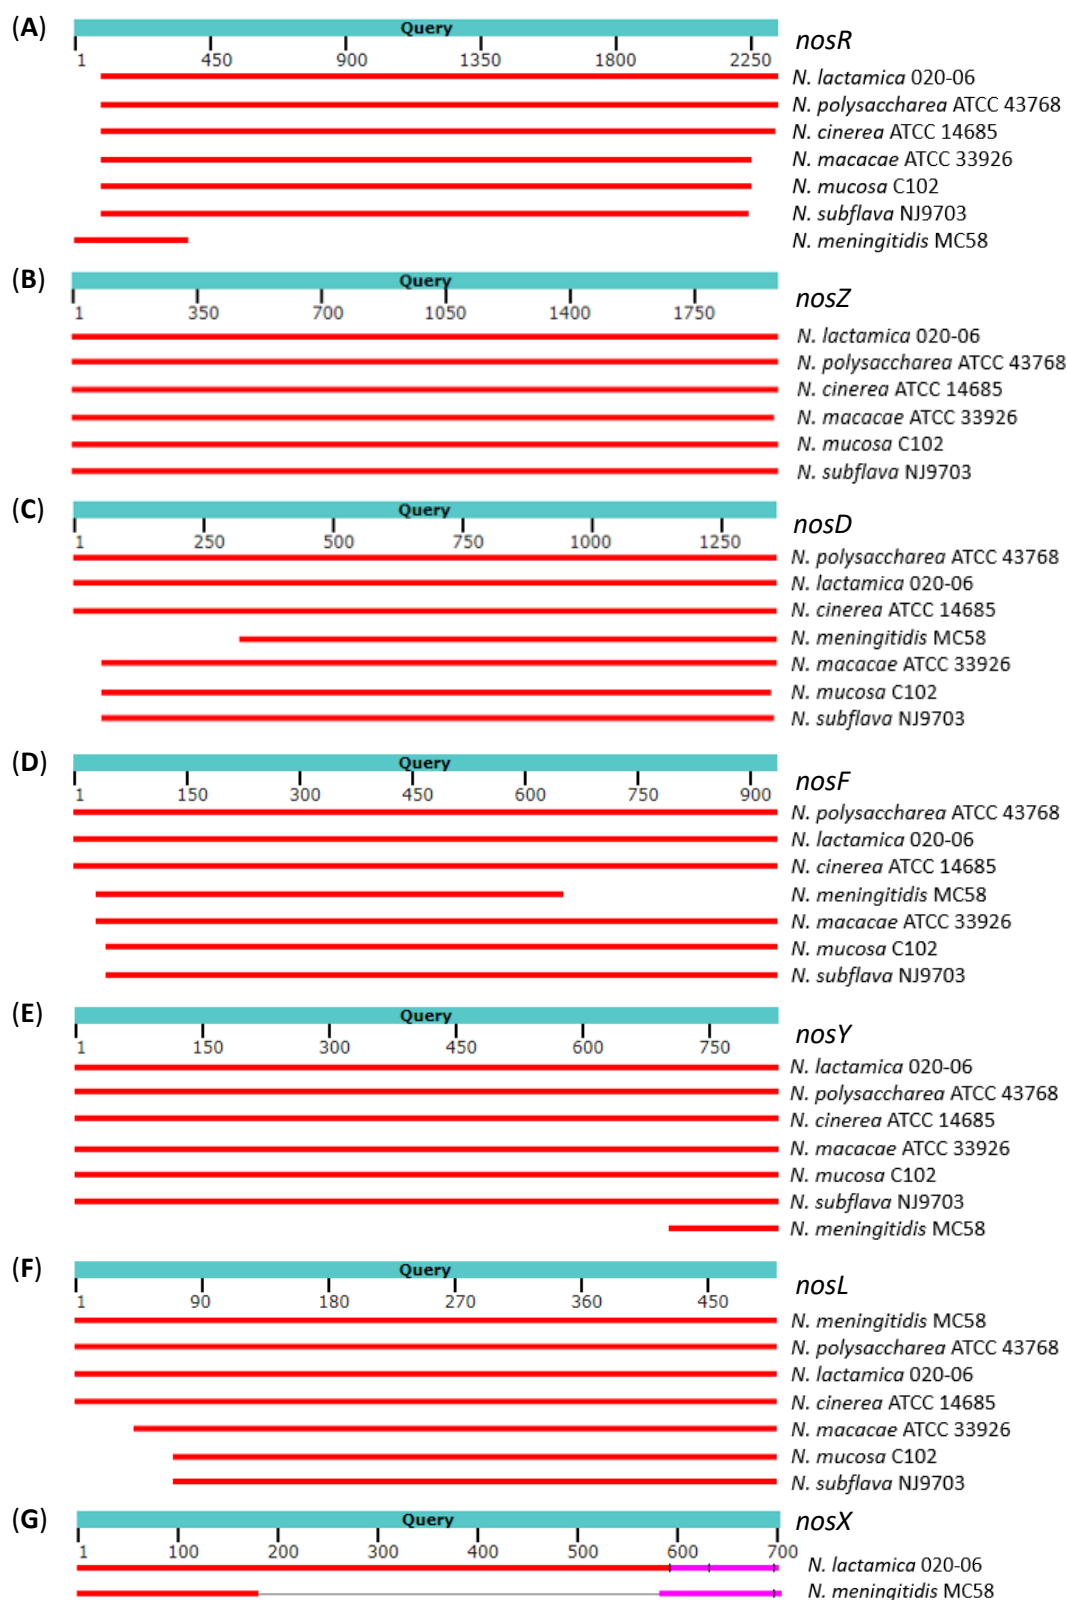 (A) Query nosR
1 450 900 1350 1800 2250
N. lactamica 020-06
N. polysaccharea ATCC 43768
N. cinerea ATCC 14685
N. macacae ATCC 33926
N. mucosa C102
N. subflava NJ9703
N. meningitidis MC58
(B) Query nosZ
1 350 700 1050 1400 1750
N. lactamica 020-06
N. polysaccharea ATCC 43768
N. cinerea ATCC 14685
N. macacae ATCC 33926
N. mucosa C102
N. subflava NJ9703
(C) Query nosD
1 250 500 750 1000 1250
N. polysaccharea ATCC 43768
N. lactamica 020-06
N. cinerea ATCC 14685
N. meningitidis MC58
N. macacae ATCC 33926
N. mucosa C102
N. subflava NJ9703
(D) Query nosF
1 150 300 450 600 750 900
N. polysaccharea ATCC 43768
N. lactamica 020-06
N. cinerea ATCC 14685
N. meningitidis MC58
N. macacae ATCC 33926
N. mucosa C102
N. subflava NJ9703
(E) Query nosY
1 150 300 450 600 750
N. lactamica 020-06
N. polysaccharea ATCC 43768
N. cinerea ATCC 14685
N. macacae ATCC 33926
N. mucosa C102
N. subflava NJ9703
N. meningitidis MC58
(F) Query nosL
1 90 180 270 360 450
N. meningitidis MC58
N. polysaccharea ATCC 43768
N. lactamica 020-06
N. cinerea ATCC 14685
N. macacae ATCC 33926
N. mucosa C102
N. subflava NJ9703
(G) Query nosX
1 100 200 300 400 500 600 700
N. lactamica 020-06
N. meningitidis MC58